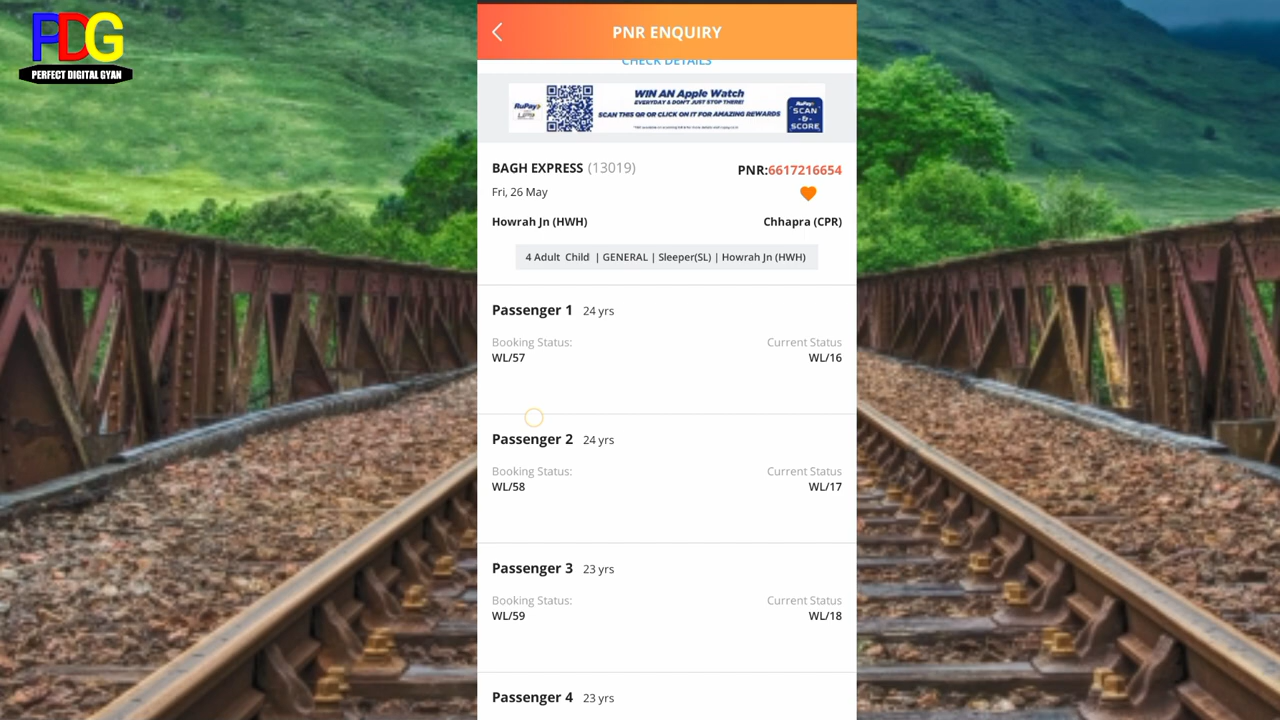 PDG
PERFECT DIGITAL GYAN
PNR ENQUIRY
CHECK DETAILS
RuPay
WIN AN Apple Watch
EVERYDAY & DON'T JUST STOP THERE!
SCAN THIS QR OR CLICK ON IT FOR AMAZING REWARDS
RuPay
SCAN
-&-
SCORE
BAGH EXPRESS (13019)
PNR:6617216654
Fri, 26 May
Howrah Jn (HWH)
Chhapra (CPR)
4 Adult Child | GENERAL | Sleeper(SL) | Howrah Jn (HWH)
Passenger 1 24 yrs
Booking Status:
Current Status
WL/57
WL/16
Passenger 2 24 yrs
Booking Status:
Current Status
WL/58
WL/17
Passenger 3 23 yrs
Booking Status:
Current Status
WL/59
WL/18
Passenger 4 23 yrs